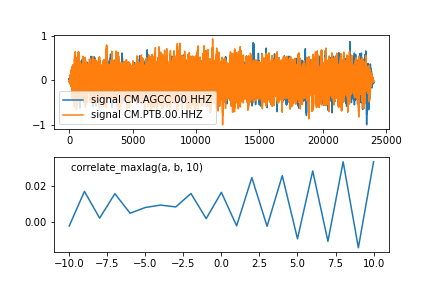 1
0
−1
signal CM.AGCC.00.HHZ
signal CM.PTB.00.HHZ
0 5000 10000 15000 20000 25000
correlate_maxlag(a, b, 10)
0.02
0.00
−10.0 −7.5 −5.0 −2.5 0.0 2.5 5.0 7.5 10.0